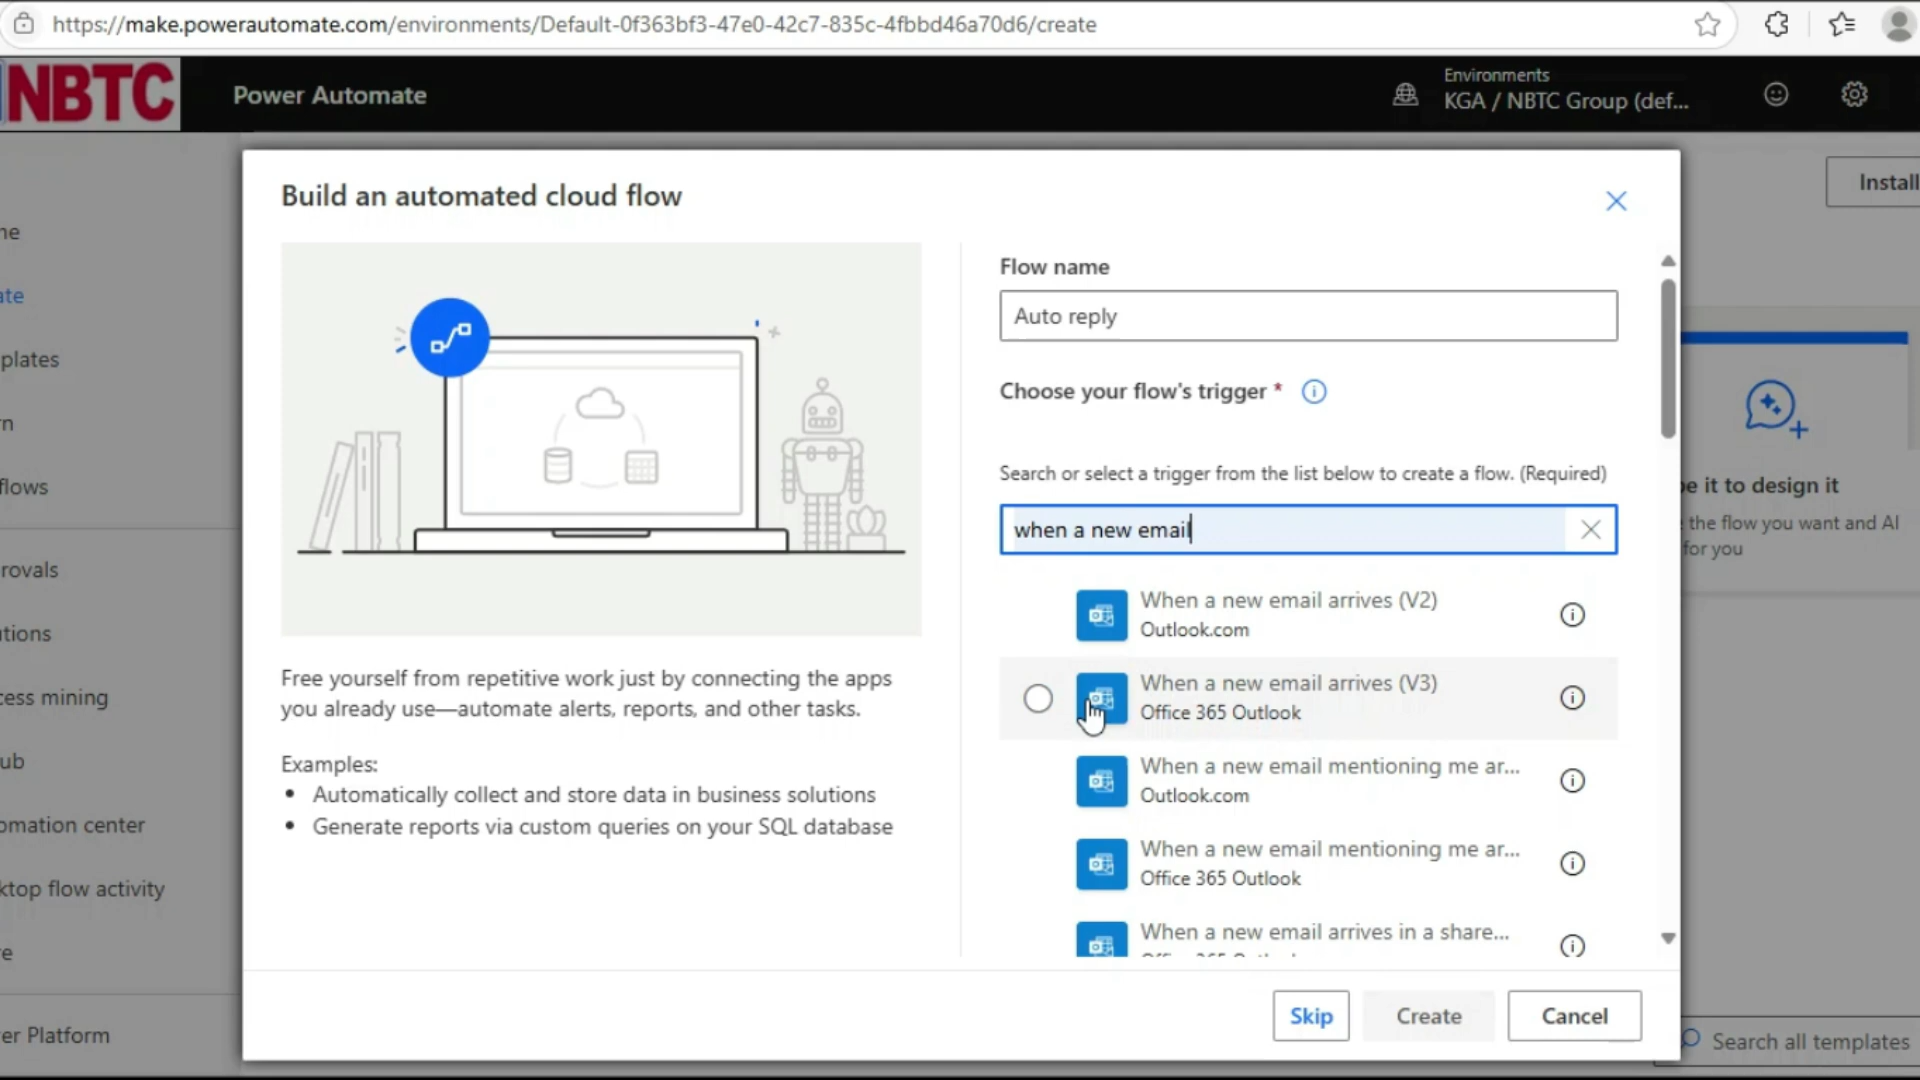 https://make.powerautomate.com/environments/Default-0f363bf3-47e0-42c7-835c-4fbbd46a70d6/create
NBTC
Power Automate
Environments
KGA / NBTC Group (def...
Install
Build an automated cloud flow
Flow name
Auto reply
Choose your flow's trigger *
Search or select a trigger from the list below to create a flow. (Required)
when a new email
When a new email arrives (V2)
Outlook.com
When a new email arrives (V3)
Office 365 Outlook
When a new email mentioning me ar...
Outlook.com
When a new email mentioning me ar...
Office 365 Outlook
When a new email arrives in a share...
Free yourself from repetitive work just by connecting the apps
you already use—automate alerts, reports, and other tasks.
Examples:
• Automatically collect and store data in business solutions
• Generate reports via custom queries on your SQL database
Skip
Create
Cancel
ne
ate
plates
rn
flows
rovals
utions
cess mining
ub
omation center
ktop flow activity
re
er Platform
be it to design it
the flow you want and AI
for you
Search all templates